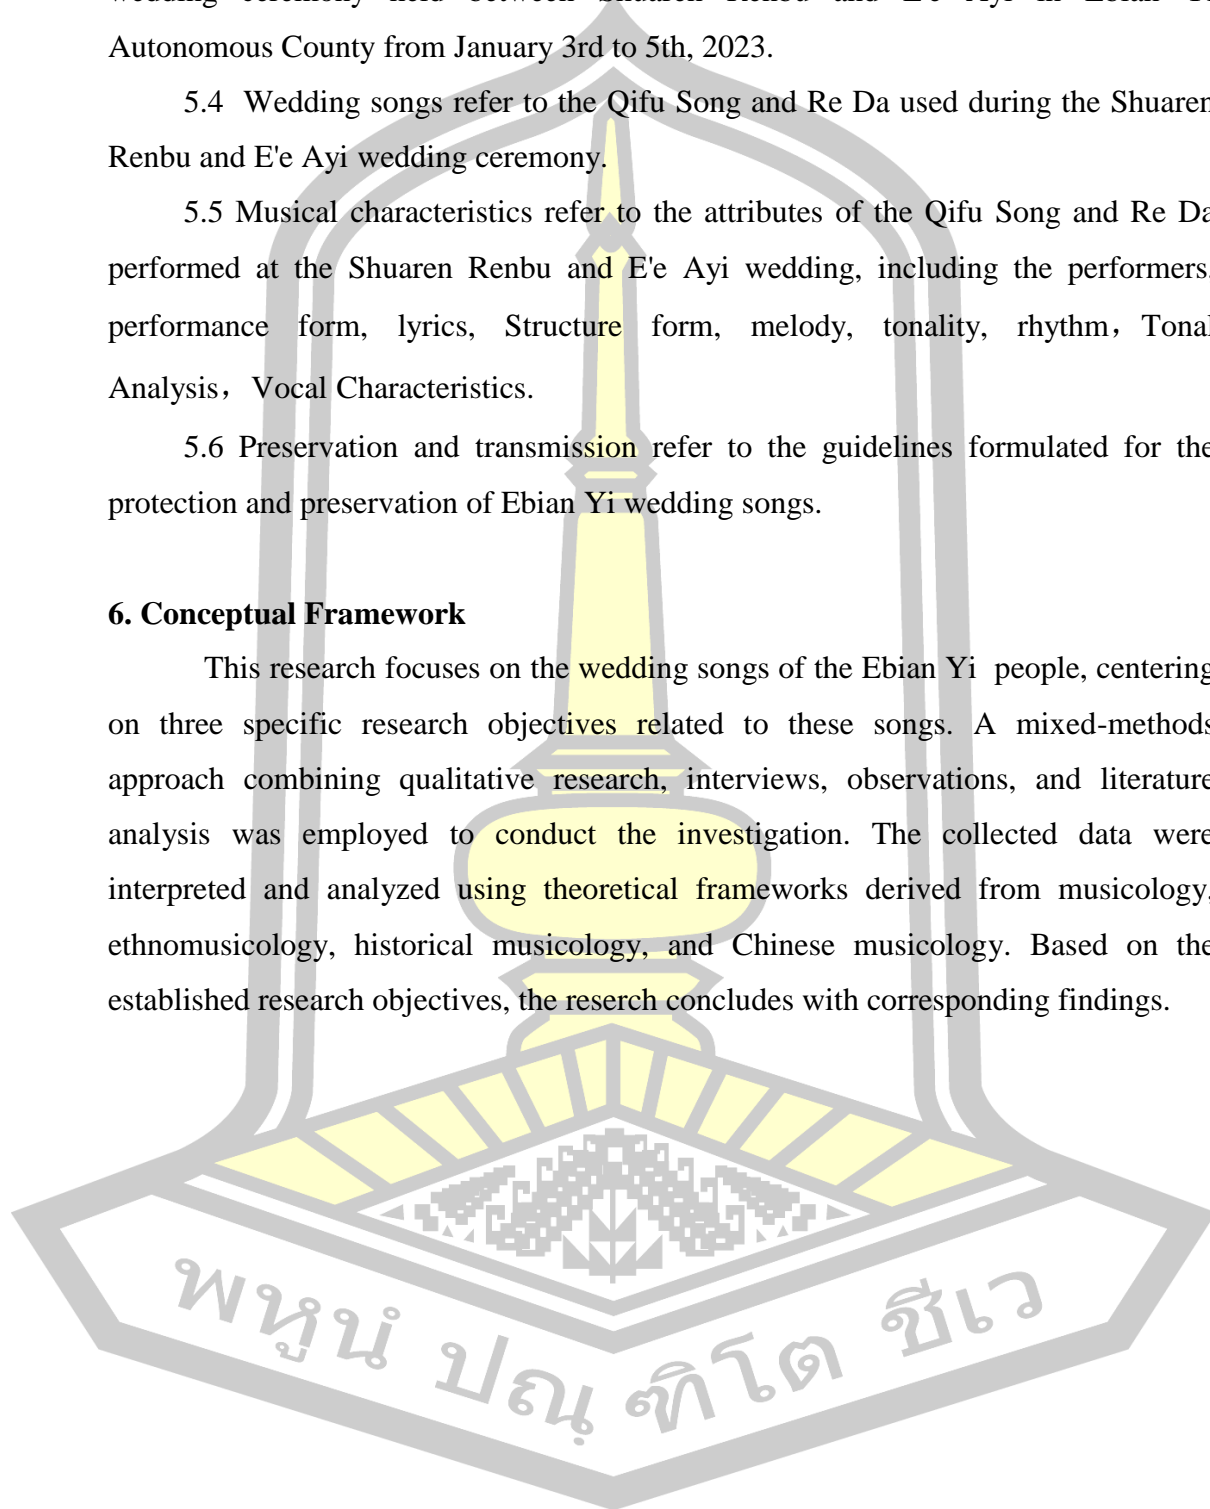 Autonomous County from January 3rd to 5th, 2023.
5.4 Wedding songs refer to the Qifu Song and Re Da used during the Shuaren
Renbu and E'e Ayi wedding ceremony.
5.5 Musical characteristics refer to the attributes of the Qifu Song and Re Da
performed at the Shuaren Renbu and E'e Ayi wedding, including the performers,
performance form, lyrics, Structure form, melody, tonality, rhythm，Tonal
Analysis，Vocal Characteristics.
5.6 Preservation and transmission refer to the guidelines formulated for the
protection and preservation of Ebian Yi wedding songs.
6. Conceptual Framework
This research focuses on the wedding songs of the Ebian Yi people, centering
on three specific research objectives related to these songs. A mixed-methods
approach combining qualitative research, interviews, observations, and literature
analysis was employed to conduct the investigation. The collected data were
interpreted and analyzed using theoretical frameworks derived from musicology,
ethnomusicology, historical musicology, and Chinese musicology. Based on the
established research objectives, the reserch concludes with corresponding findings.
พหูนํ ปณฺฑิโต ชีเว